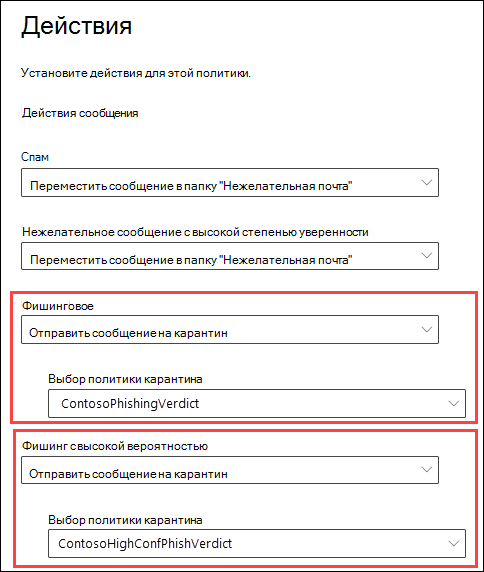 Действия
Установите действия для этой политики.
Действия сообщения
Спам
Переместить сообщение в папку "Нежелательная почта"
Нежелательное сообщение с высокой степенью уверенности
Переместить сообщение в папку "Нежелательная почта"
Фишинговое
Отправить сообщение на карантин
Выбор политики карантина
ContosoPhishingVerdict
Фишинг с высокой вероятностью
Отправить сообщение на карантин
Выбор политики карантина
ContosoHighConfPhishVerdict